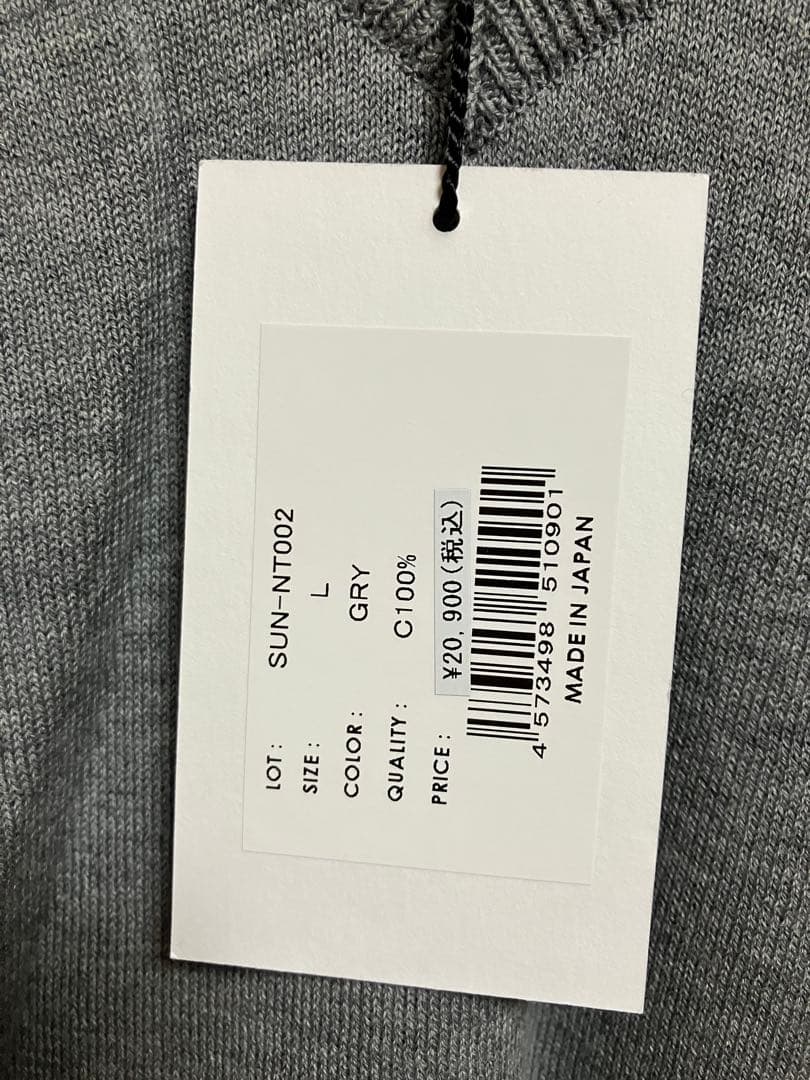 LOT : SUN-NT002
SIZE : L
COLOR : GRY
QUALITY : C100%
PRICE : ¥20,900(税込)
4 573498 510901
MADE IN JAPAN